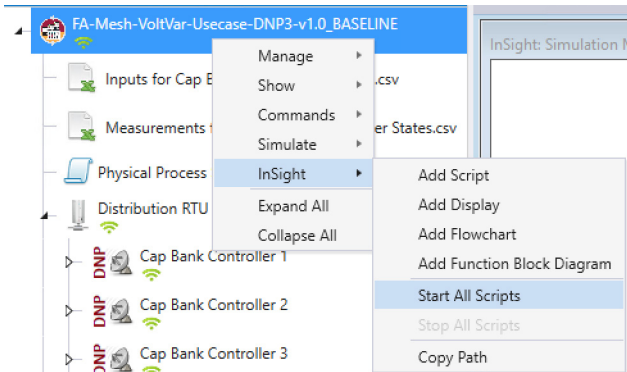 FA-Mesh-VoltVar-Usecase-DNP3-v1.0_BASELINE
InSight: Simulation
Inputs for Cap
.csv
Measurements
er States.csv
Physical Process
Distribution RTU
DNP Cap Bank Controller 1
DNP Cap Bank Controller 2
DNP Cap Bank Controller 3
Manage
Show
Commands
Simulate
InSight
Expand All
Collapse All
Add Script
Add Display
Add Flowchart
Add Function Block Diagram
Start All Scripts
Stop All Scripts
Copy Path